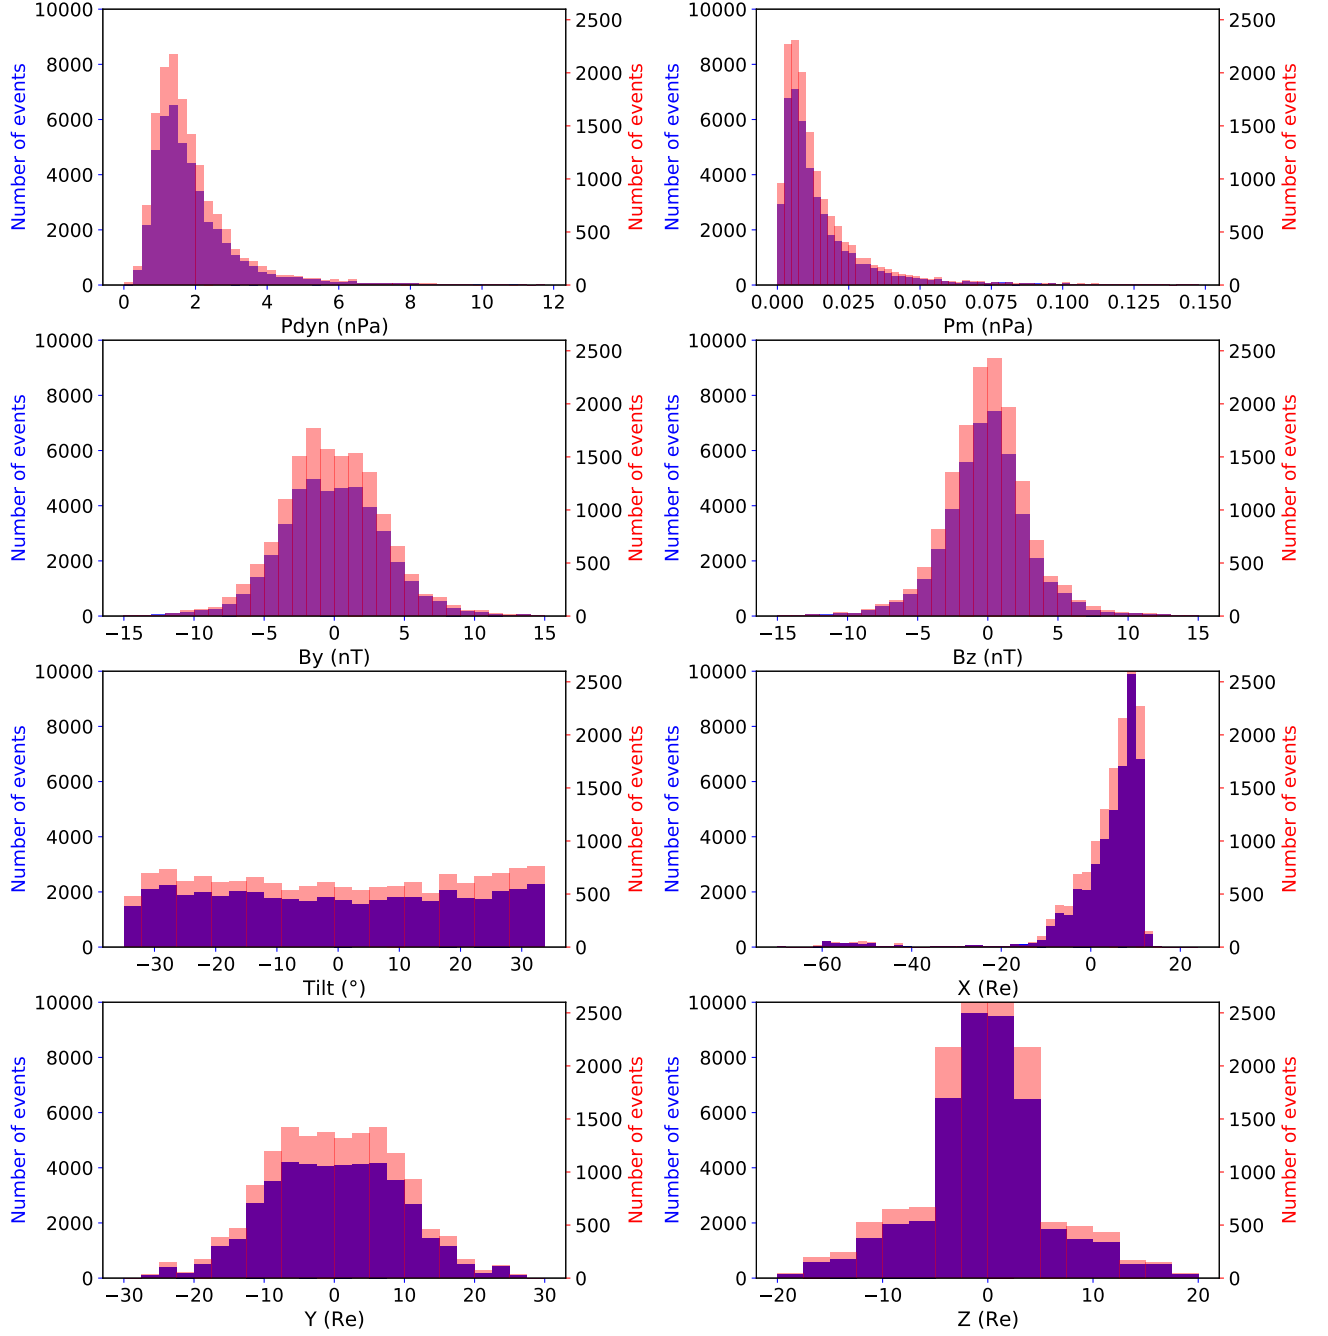 10000 8000 6000 4000 2000 0
Number of events
2500 2000 1500 1000 500 0
Number of events
0 2 4 6 8 10 12
Pdyn (nPa)
10000 8000 6000 4000 2000 0
Number of events
2500 2000 1500 1000 500 0
Number of events
0.000 0.025 0.050 0.075 0.100 0.125 0.150
Pm (nPa)
10000 8000 6000 4000 2000 0
Number of events
2500 2000 1500 1000 500 0
Number of events
−15 −10 −5 0 5 10 15
By (nT)
10000 8000 6000 4000 2000 0
Number of events
2500 2000 1500 1000 500 0
Number of events
−15 −10 −5 0 5 10 15
Bz (nT)
10000 8000 6000 4000 2000 0
Number of events
2500 2000 1500 1000 500 0
Number of events
−30 −20 −10 0 10 20 30
Tilt (°)
10000 8000 6000 4000 2000 0
Number of events
2500 2000 1500 1000 500 0
Number of events
−60 −40 −20 0 20
X (Re)
10000 8000 6000 4000 2000 0
Number of events
2500 2000 1500 1000 500 0
Number of events
−30 −20 −10 0 10 20 30
Y (Re)
10000 8000 6000 4000 2000 0
Number of events
2500 2000 1500 1000 500 0
Number of events
−20 −10 0 10 20
Z (Re)